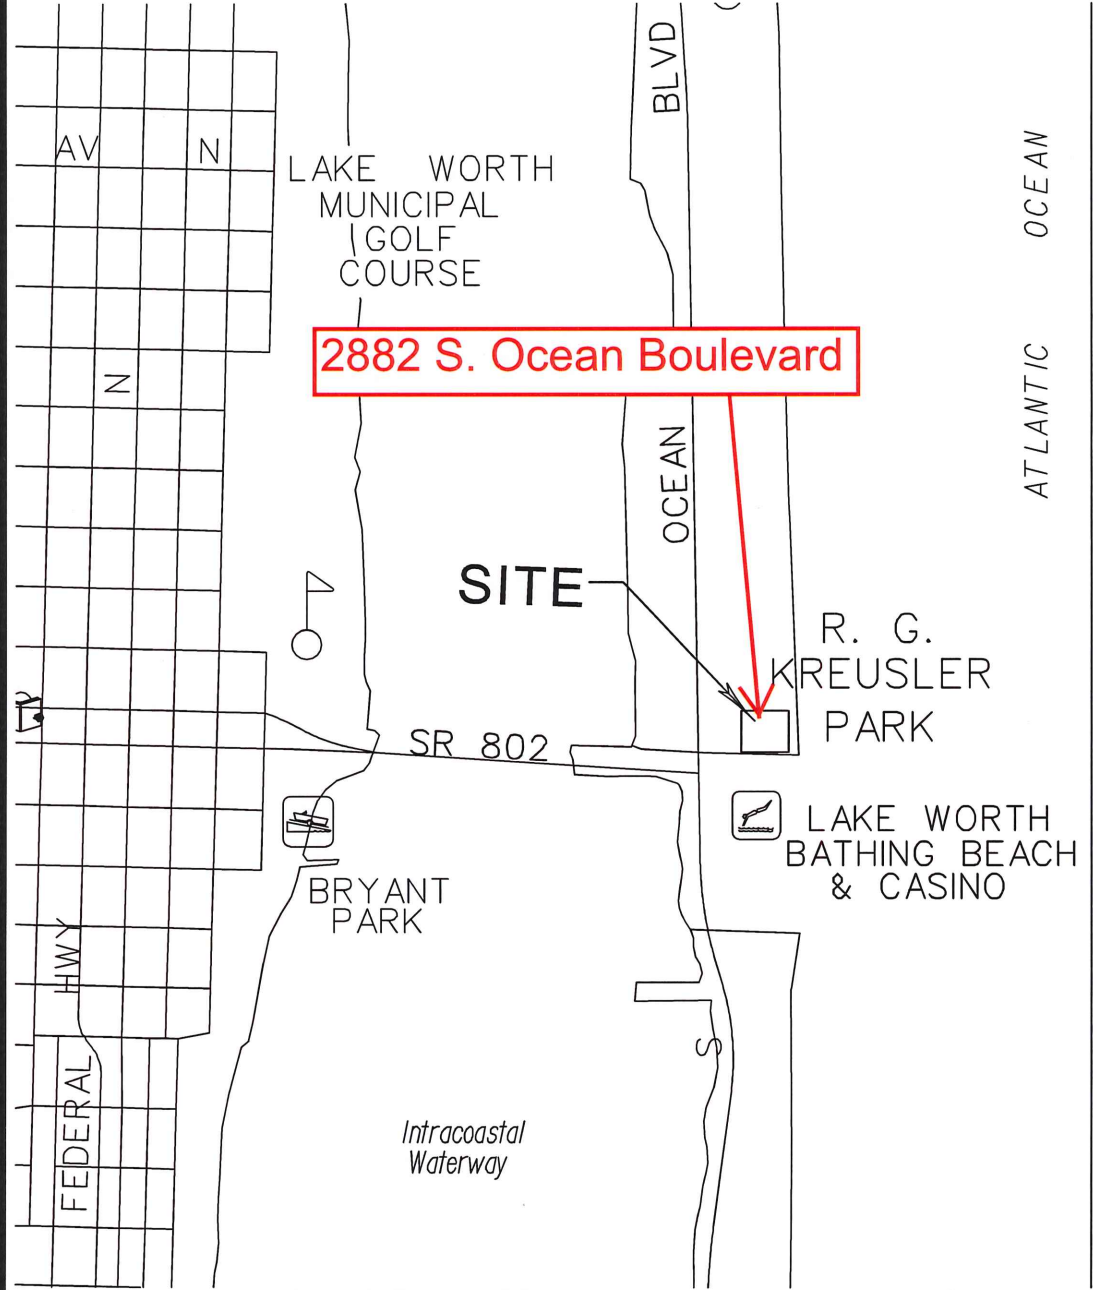 BLVD
OCEAN
AV N
LAKE WORTH
MUNICIPAL
GOLF
COURSE
2882 S. Ocean Boulevard
N
ATLANTIC
OCEAN
SITE
R. G.
KREUSLER
PARK
SR 802
LAKE WORTH
BATHING BEACH
& CASINO
BRYANT
PARK
HWY
S
FEDERAL
Intracoastal
Waterway